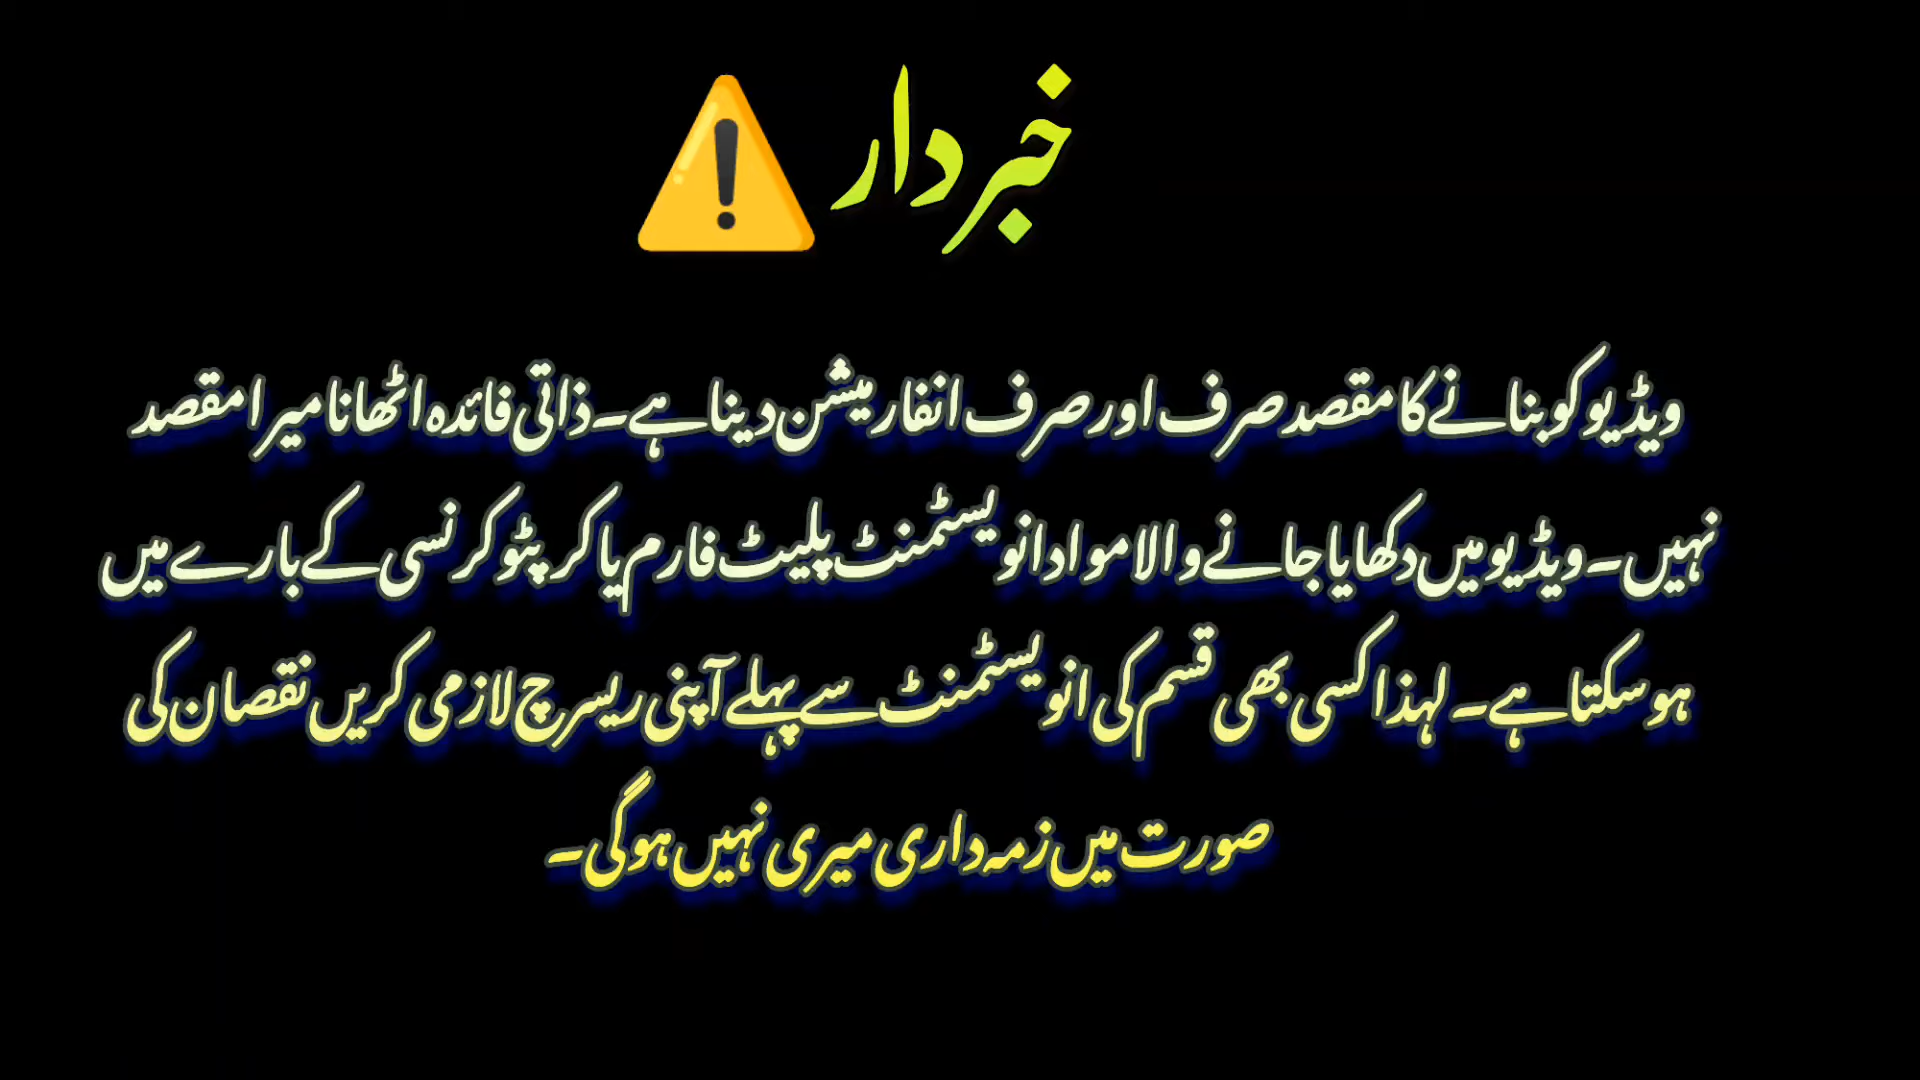 خبردار
ویڈیو کو بنانے کا مقصد صرف اور صرف انفارمیشن دینا ہے۔ ذاتی فائدہ اٹھانا میرا مقصد
نہیں۔ ویڈیو میں دکھایا جانے والا مواد انویسٹمنٹ پلیٹ فارم یا کرپٹو کرنسی کے بارے میں
ہو سکتا ہے۔ لہذا کسی بھی قسم کی انویسٹمنٹ سے پہلے آپنی ریسرچ لازمی کریں نقصان کی
صورت میں زمہ داری میری نہیں ہوگی۔